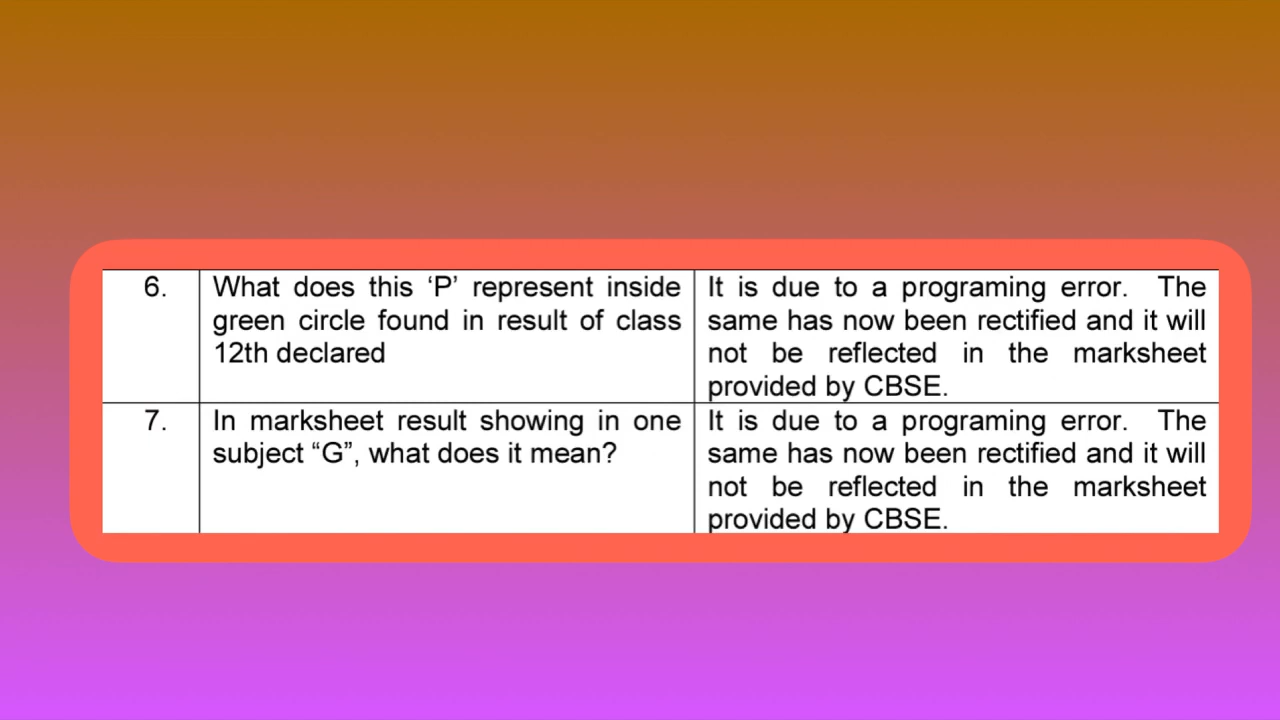 6.
What does this ‘P’ represent inside
green circle found in result of class
12th declared
It is due to a programing error. The
same has now been rectified and it will
not be reflected in the marksheet
provided by CBSE.
7.
In marksheet result showing in one
subject “G”, what does it mean?
It is due to a programing error. The
same has now been rectified and it will
not be reflected in the marksheet
provided by CBSE.